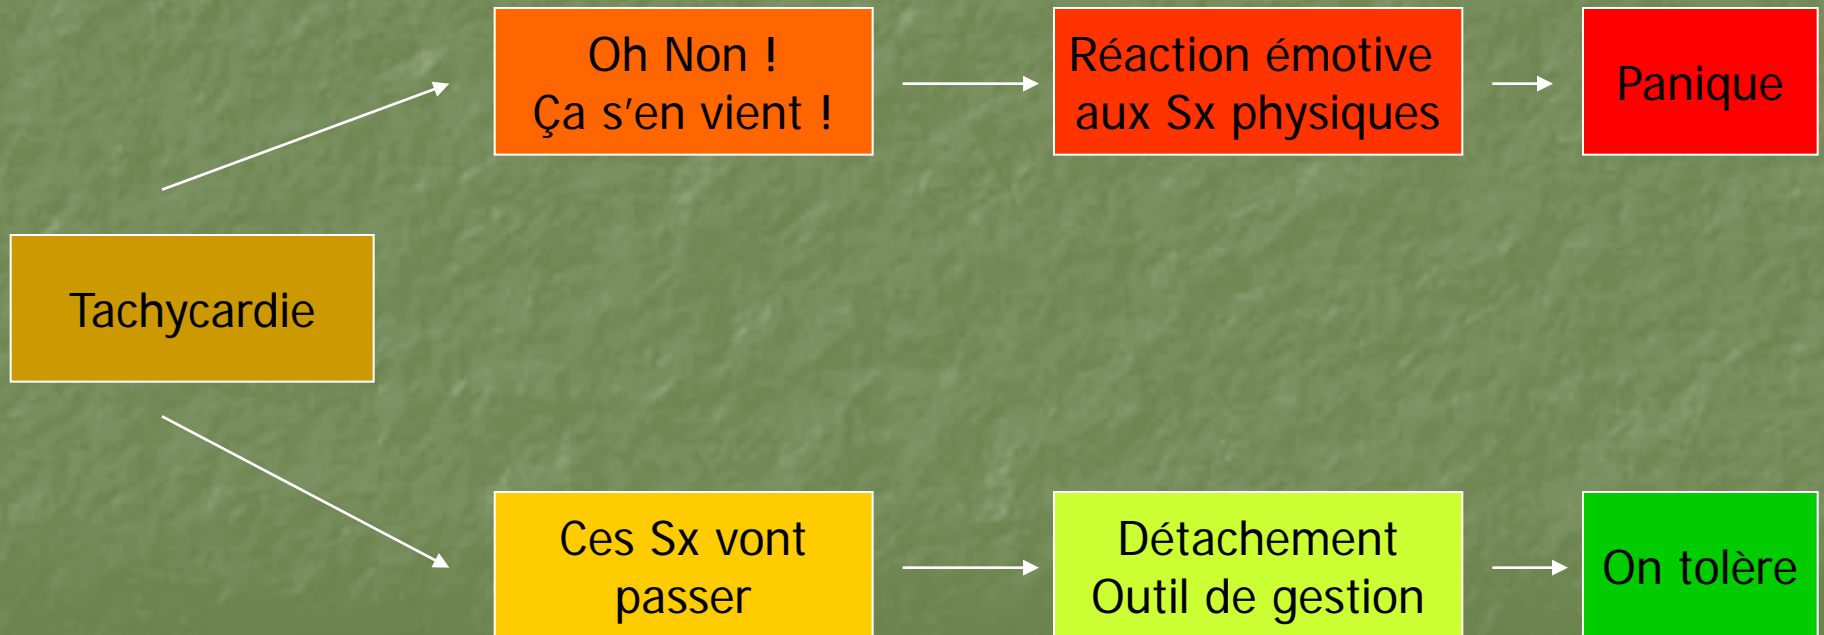 Oh Non !
Ça s’en vient !
Réaction émotive
aux Sx physiques
Panique
Tachycardie
Ces Sx vont
passer
Détachement
Outil de gestion
On tolère